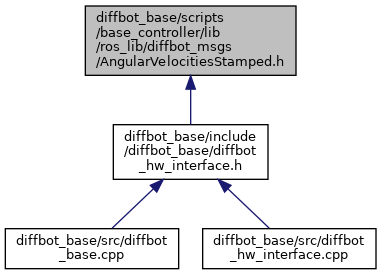 diffbot_base/scripts
/base_controller/lib
/ros_lib/diffbot_msgs
/AngularVelocitiesStamped.h
diffbot_base/include
/diffbot_base/diffbot
_hw_interface.h
diffbot_base/src/diffbot
_base.cpp
diffbot_base/src/diffbot
_hw_interface.cpp